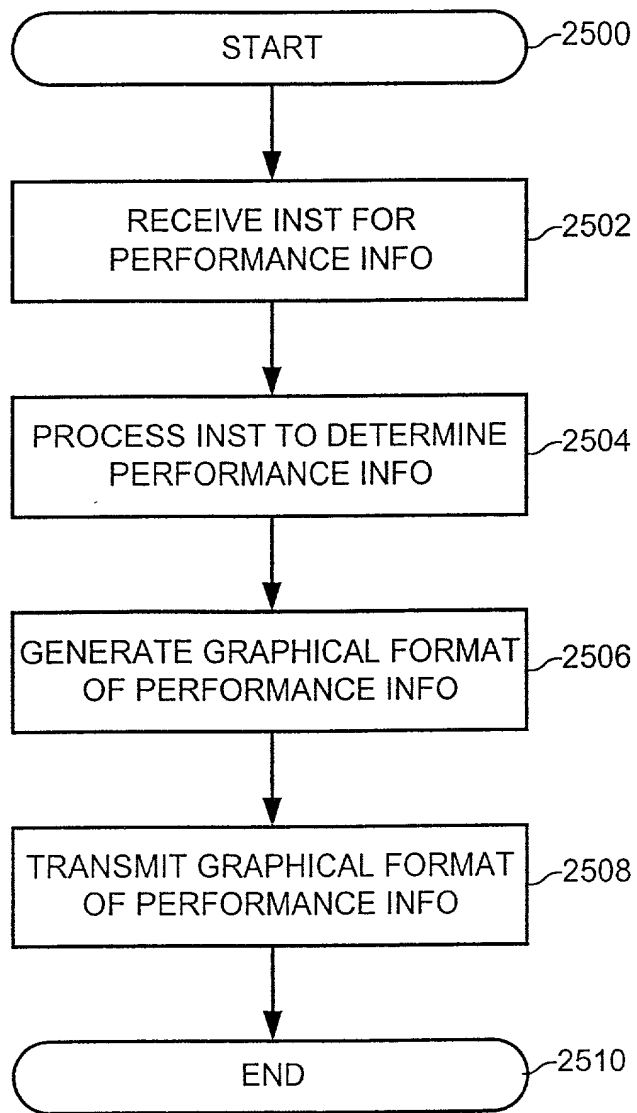 START
2500
RECEIVE INST FOR
PERFORMANCE INFO
2502
PROCESS INST TO DETERMINE
PERFORMANCE INFO
2504
GENERATE GRAPHICAL FORMAT
OF PERFORMANCE INFO
2506
TRANSMIT GRAPHICAL FORMAT
OF PERFORMANCE INFO
2508
END
2510